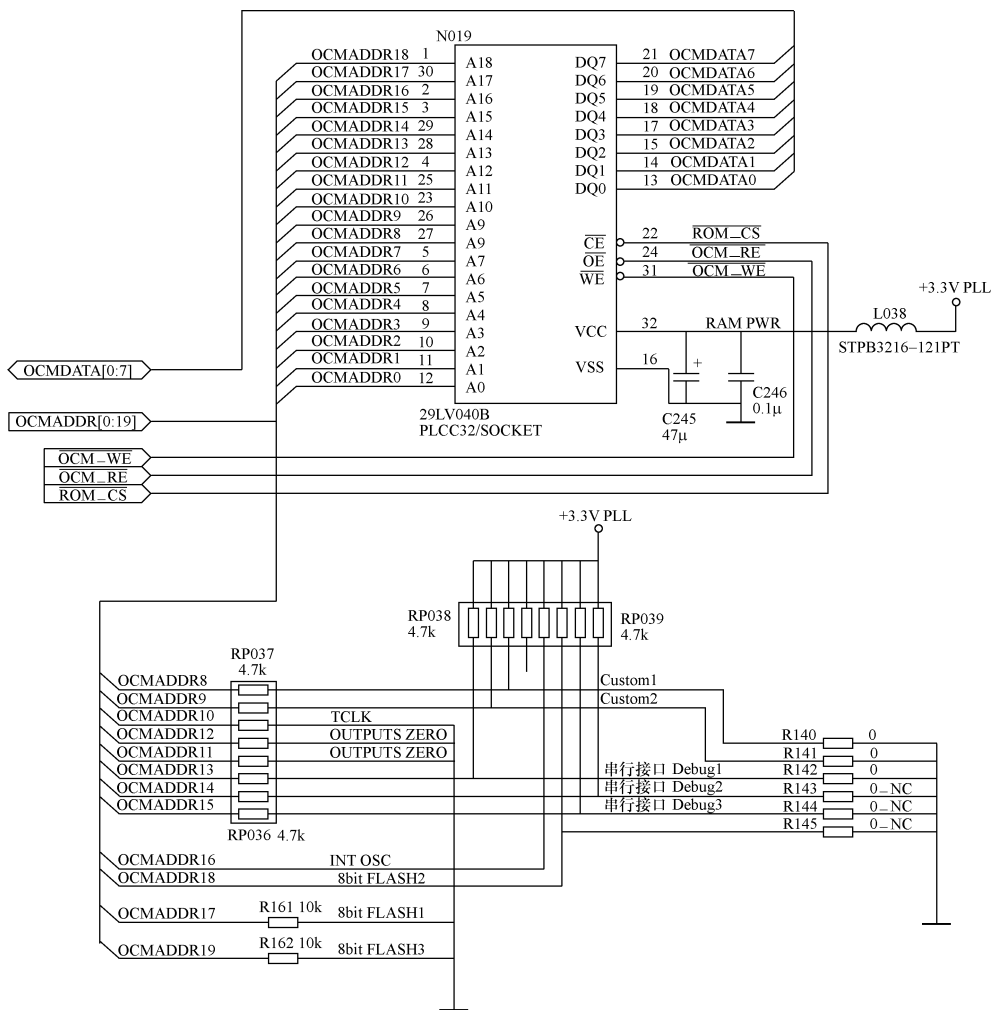 N019
OCMADDR18 1 A18 DQ7 21 OCMDATA7
OCMADDR17 30 A17 DQ6 20 OCMDATA6
OCMADDR16 2 A16 DQ5 19 OCMDATA5
OCMADDR15 3 A15 DQ4 18 OCMDATA4
OCMADDR14 29 A14 DQ3 17 OCMDATA3
OCMADDR13 28 A13 DQ2 15 OCMDATA2
OCMADDR12 4 A12 DQ1 14 OCMDATA1
OCMADDR11 25 A11 DQ0 13 OCMDATA0
OCMADDR10 23 A10
OCMADDR9 26 A9
OCMADDR8 27 A9 CE 22 ROM_CS
OCMADDR7 5 A7 OE 24 OCM_RE
OCMADDR6 6 A6 WE 31 OCM_WE
OCMADDR5 7 A5
OCMADDR4 8 A4
OCMADDR3 9 A3 VCC 32 RAM PWR
OCMADDR2 10 A2
OCMADDR1 11 A1 VSS 16
OCMADDR0 12 A0
+3.3V PLL
L038
STPB3216-121PT
+
C246
0.1μ
C245
47μ
29LV040B
PLCC32/SOCKET
OCMDATA[0:7]
OCMADDR[0:19]
OCM_WE
OCM_RE
ROM_CS
+3.3V PLL
RP038
4.7k
RP039
4.7k
RP037
4.7k
OCMADDR8 Custom1
OCMADDR9 Custom2
OCMADDR10 TCLK
OCMADDR12 OUTPUTS ZERO R140 0
OCMADDR11 OUTPUTS ZERO R141 0
OCMADDR13 串行接口 Debug1 R142 0
OCMADDR14 串行接口 Debug2 R143 0_NC
OCMADDR15 串行接口 Debug3 R144 0_NC
R145 0_NC
RP036 4.7k
OCMADDR16 INT OSC
OCMADDR18 8bit FLASH2
OCMADDR17 R161 10k 8bit FLASH1
OCMADDR19 R162 10k 8bit FLASH3